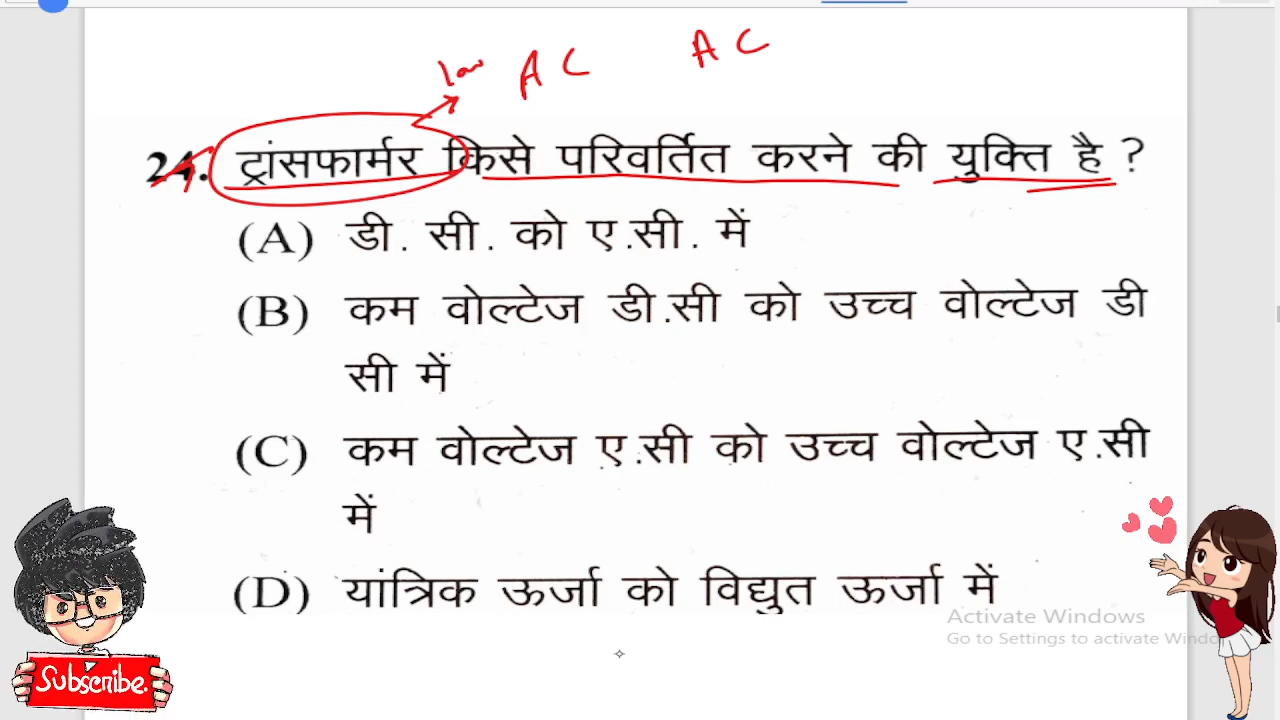 low AC AC
24. ट्रांसफार्मर किसे परिवर्तित करने की युक्ति है ?
(A) डी. सी. को ए.सी. में
(B) कम वोल्टेज डी.सी को उच्च वोल्टेज डी
सी में
(C) कम वोल्टेज ए.सी को उच्च वोल्टेज ए.सी
में
(D) यांत्रिक ऊर्जा को विद्युत ऊर्जा में
Activate Windows
Go to Settings to activate Windo
Subscribe.